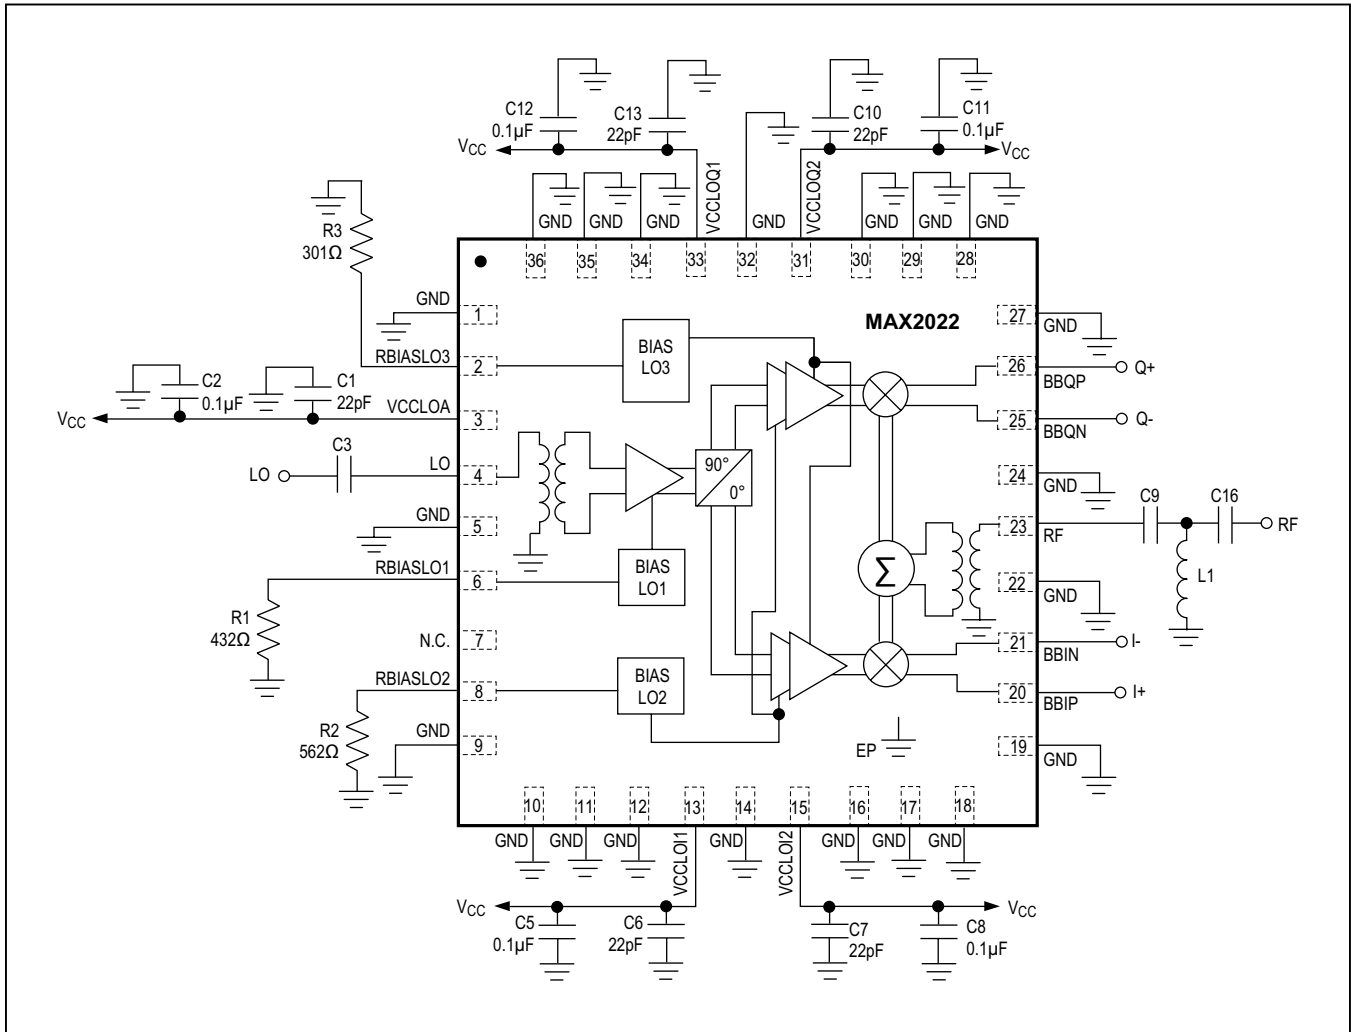 C12
0.1µF
C13
22pF
C10
22pF
C11
0.1µF
VCC
VCC
VCCLOQ1
VCCLOQ2
GND
GND
GND
GND
GND
GND
GND
36
35
34
33
32
31
30
29
28
R3
301Ω
GND
1
MAX2022
27
GND
RBIASLO3
2
BIAS
LO3
26
BBQP
Q+
C2
0.1µF
C1
22pF
VCC
VCCLOA
3
25
BBQN
Q-
C3
LO
LO
4
90°
0°
24
GND
GND
5
23
RF
C9
C16
RF
L1
RBIASLO1
6
BIAS
LO1
Σ
22
GND
R1
432Ω
N.C.
7
21
BBIN
I-
RBIASLO2
8
BIAS
LO2
20
BBIP
I+
R2
562Ω
GND
9
EP
19
GND
10
11
12
13
14
15
16
17
18
GND
GND
GND
VCCLOI1
GND
VCCLOI2
GND
GND
GND
VCC
VCC
C5
0.1µF
C6
22pF
C7
22pF
C8
0.1µF